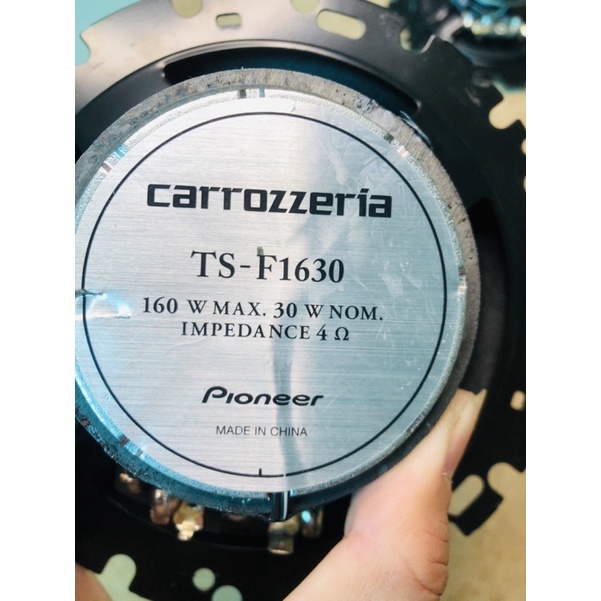 carrozzeria
TS-F1630
160 W MAX. 30 W NOM.
IMPEDANCE 4 Ω
Pioneer
MADE IN CHINA